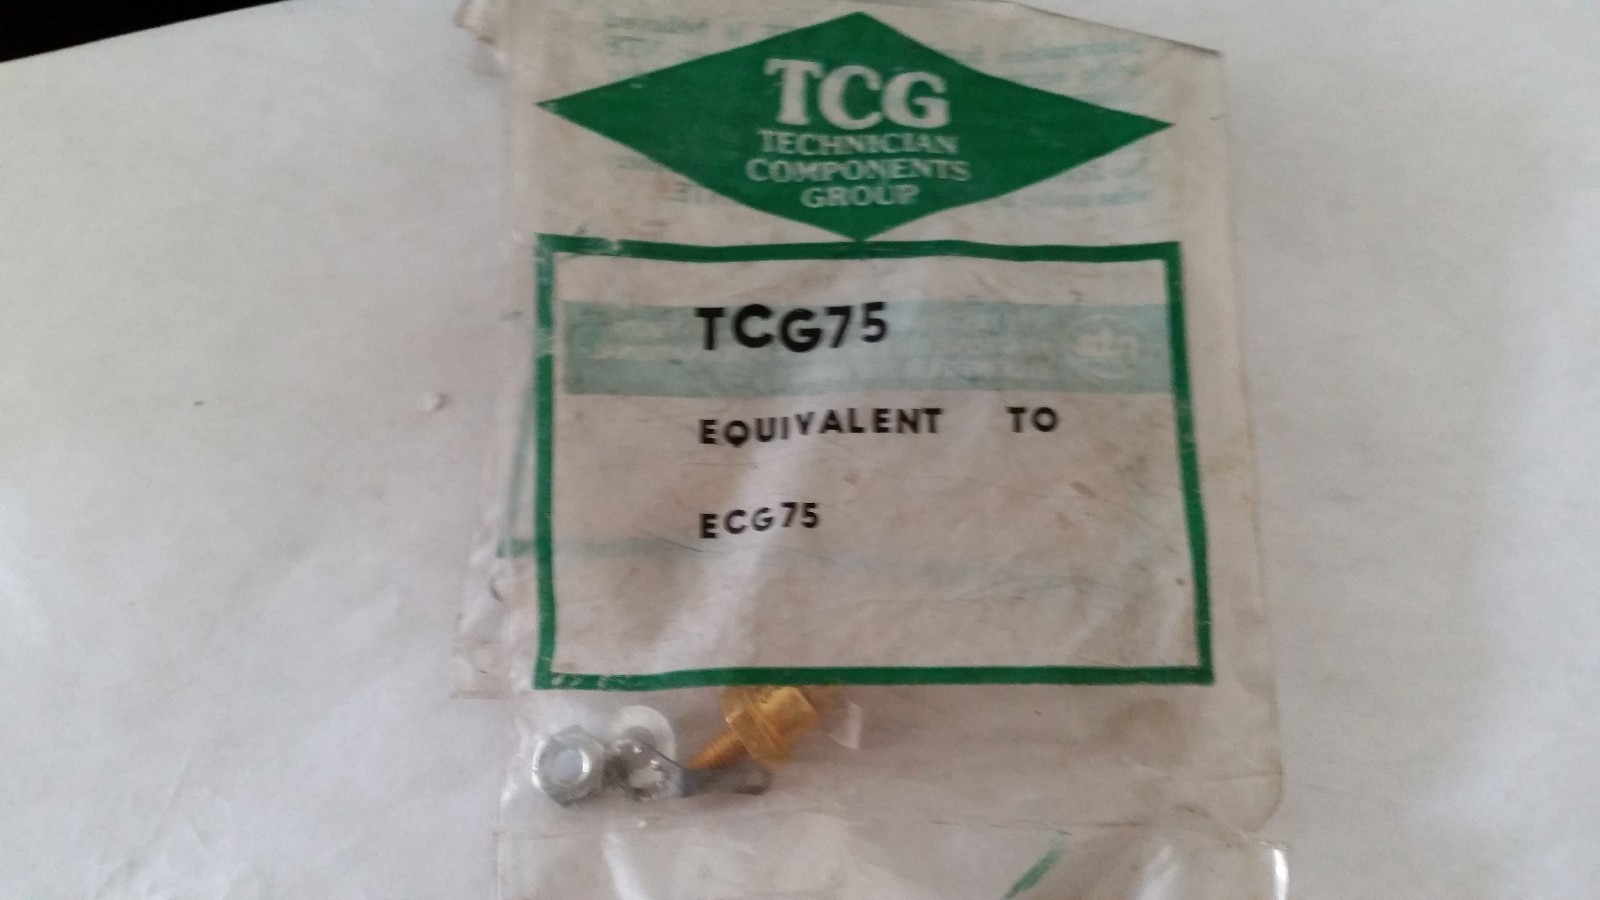 TCG
TECHNICIAN
COMPONENTS
GROUP
TCG75
EQUIVALENT TO
ECG75